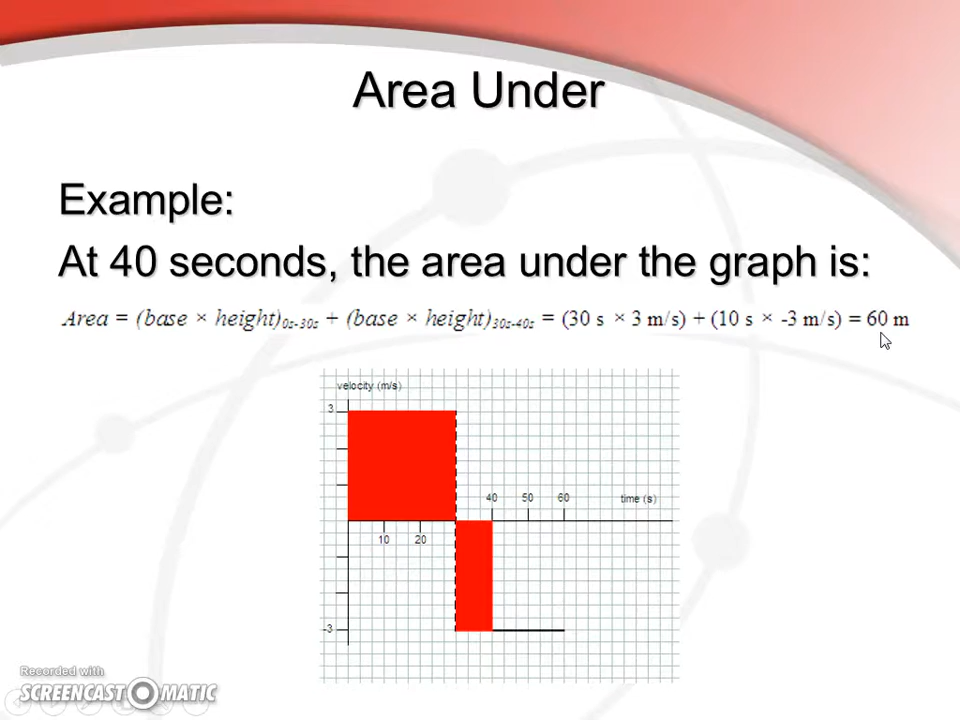 Area Under
Example:
At 40 seconds, the area under the graph is:
Area = (base × height)0s-30s + (base × height)30s-40s = (30 s × 3 m/s) + (10 s × -3 m/s) = 60 m
velocity (m/s)
3
40 50 60 time (s)
10 20
-3
Recorded with
SCREENCAST-O-MATIC